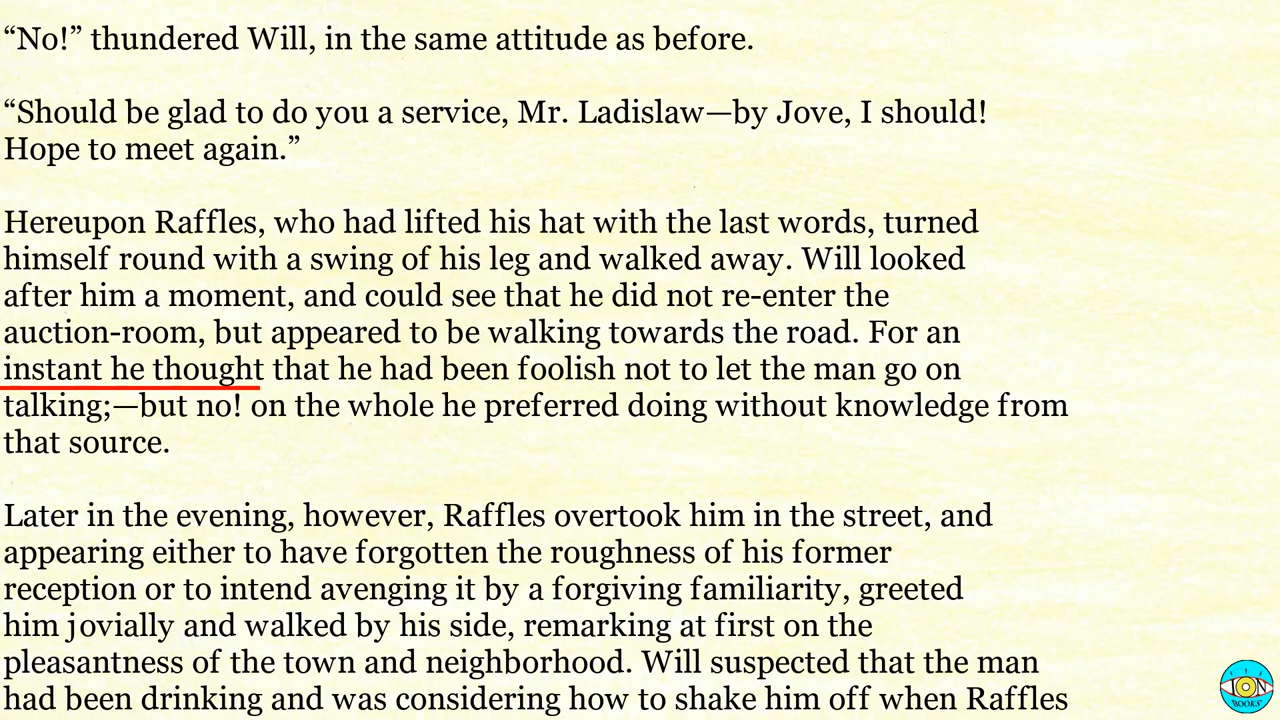 “No!” thundered Will, in the same attitude as before.
“Should be glad to do you a service, Mr. Ladislaw—by Jove, I should!
Hope to meet again.”
Hereupon Raffles, who had lifted his hat with the last words, turned
himself round with a swing of his leg and walked away. Will looked
after him a moment, and could see that he did not re-enter the
auction-room, but appeared to be walking towards the road. For an
instant he thought that he had been foolish not to let the man go on
talking;—but no! on the whole he preferred doing without knowledge from
that source.
Later in the evening, however, Raffles overtook him in the street, and
appearing either to have forgotten the roughness of his former
reception or to intend avenging it by a forgiving familiarity, greeted
him jovially and walked by his side, remarking at first on the
pleasantness of the town and neighborhood. Will suspected that the man
had been drinking and was considering how to shake him off when Raffles
ION
BOOKS